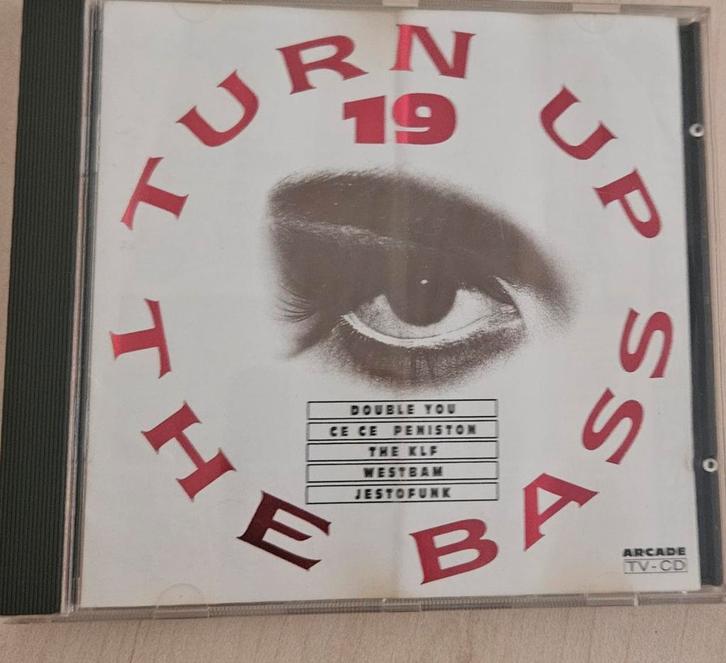 TURN UP
19
THE BASS
DOUBLE YOU
CE CE PENISTON
THE KLF
WESTBAM
JESTOFUNK
ARCADE
TV-CD